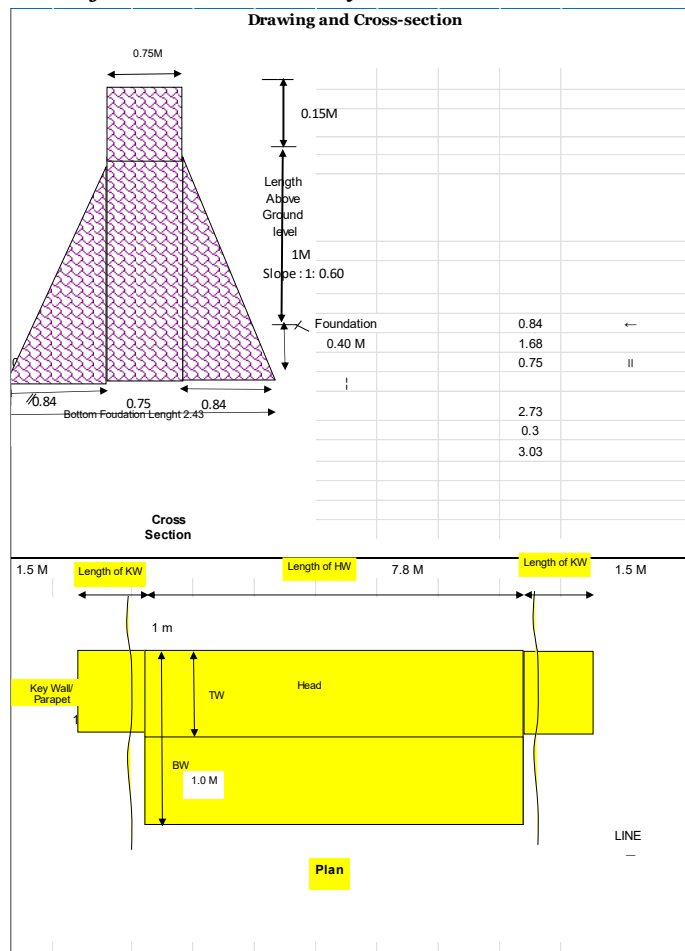 Drawing and Cross-section
0.75M
0.15M
Length
Above
Ground
level
1M
Slope : 1: 0.60
Foundation 0.84 ←
0.40 M 1.68
0.75 =
0.84 0.75 0.84
Bottom Foudation Lenght 2.43
2.73
0.3
3.03
Cross
Section
1.5 M Length of KW Length of HW 7.8 M Length of KW 1.5 M
1 m
Key Wall/
Parapet
TW
Head
BW
1.0 M
LINE
Plan